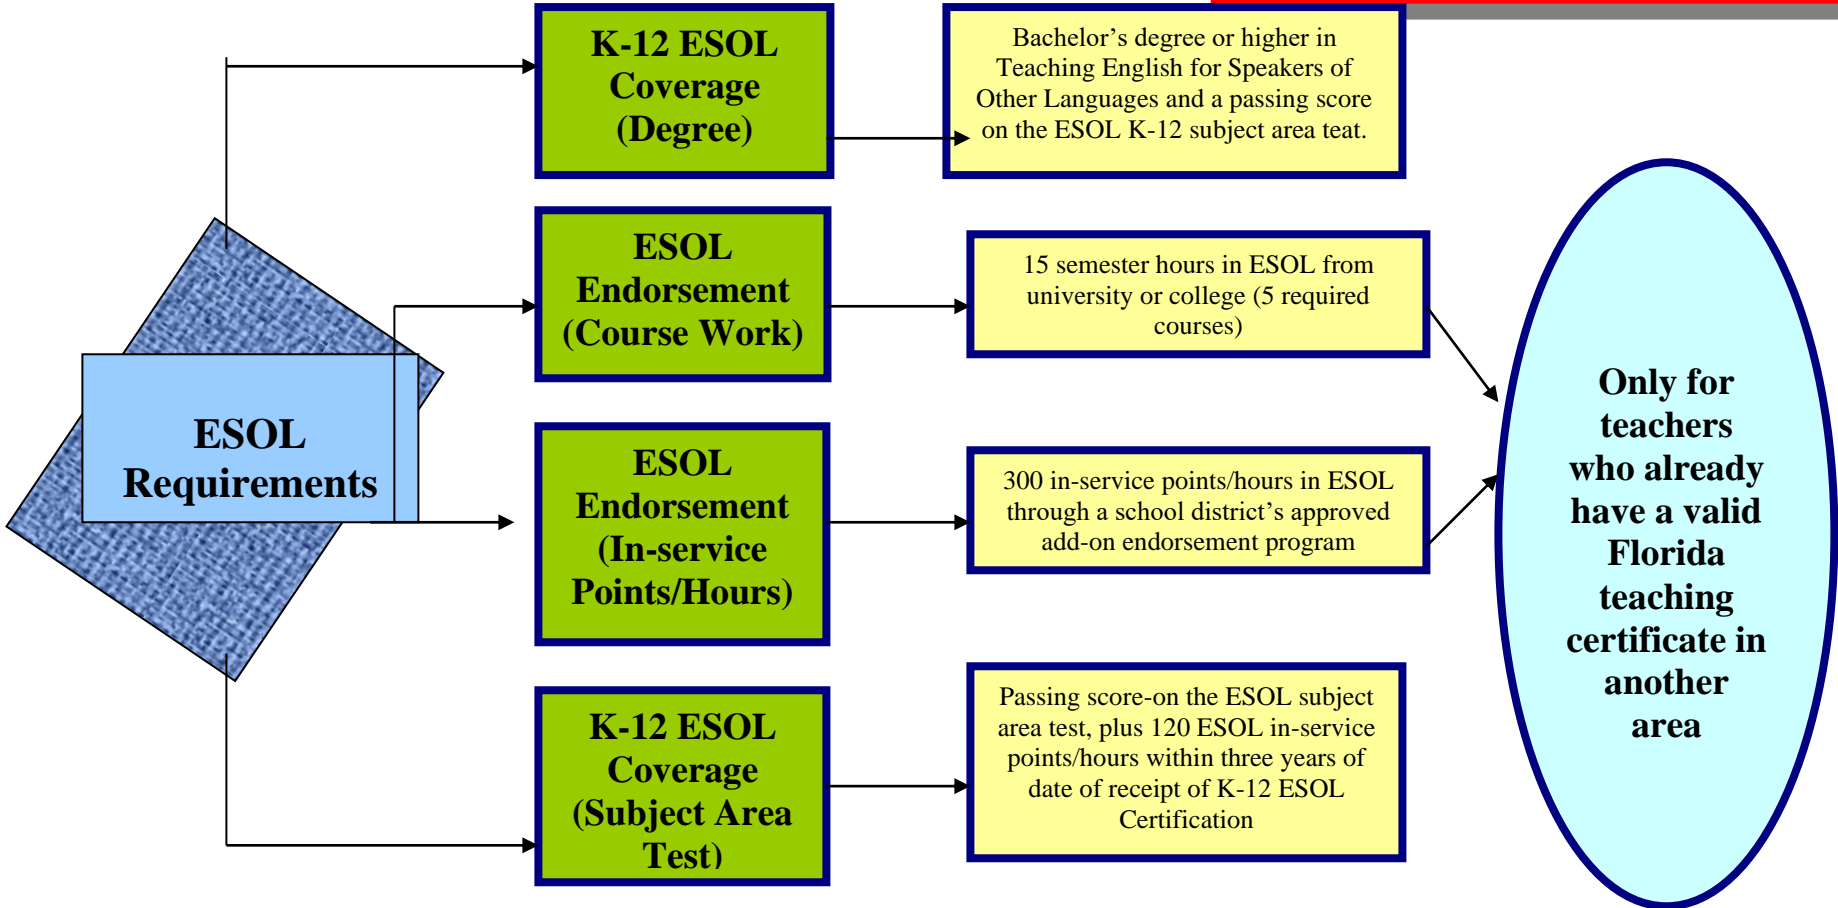 K-12 ESOL
Coverage
(Degree)
Bachelor’s degree or higher in
Teaching English for Speakers of
Other Languages and a passing score
on the ESOL K-12 subject area teat.
ESOL
Endorsement
(Course Work)
15 semester hours in ESOL from
university or college (5 required
courses)
ESOL
Requirements
ESOL
Endorsement
(In-service
Points/Hours)
300 in-service points/hours in ESOL
through a school district’s approved
add-on endorsement program
K-12 ESOL
Coverage
(Subject Area
Test)
Passing score-on the ESOL subject
area test, plus 120 ESOL in-service
points/hours within three years of
date of receipt of K-12 ESOL
Certification
Only for
teachers
who already
have a valid
Florida
teaching
certificate in
another
area